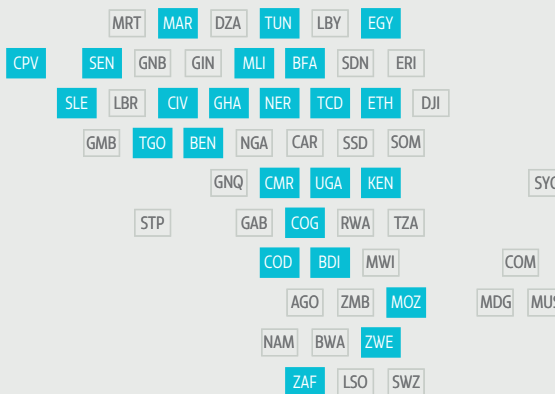 MRT MAR DZA TUN LBY EGY
CPV SEN GNB GIN MLI BFA SDN ERI
SLE LBR CIV GHA NER TCD ETH DJI
GMB TGO BEN NGA CAR SSD SOM
GNQ CMR UGA KEN SYC
STP GAB COG RWA TZA
COD BDI MWI COM
AGO ZMB MOZ MDG MUS
NAM BWA ZWE
ZAF LSO SWZ